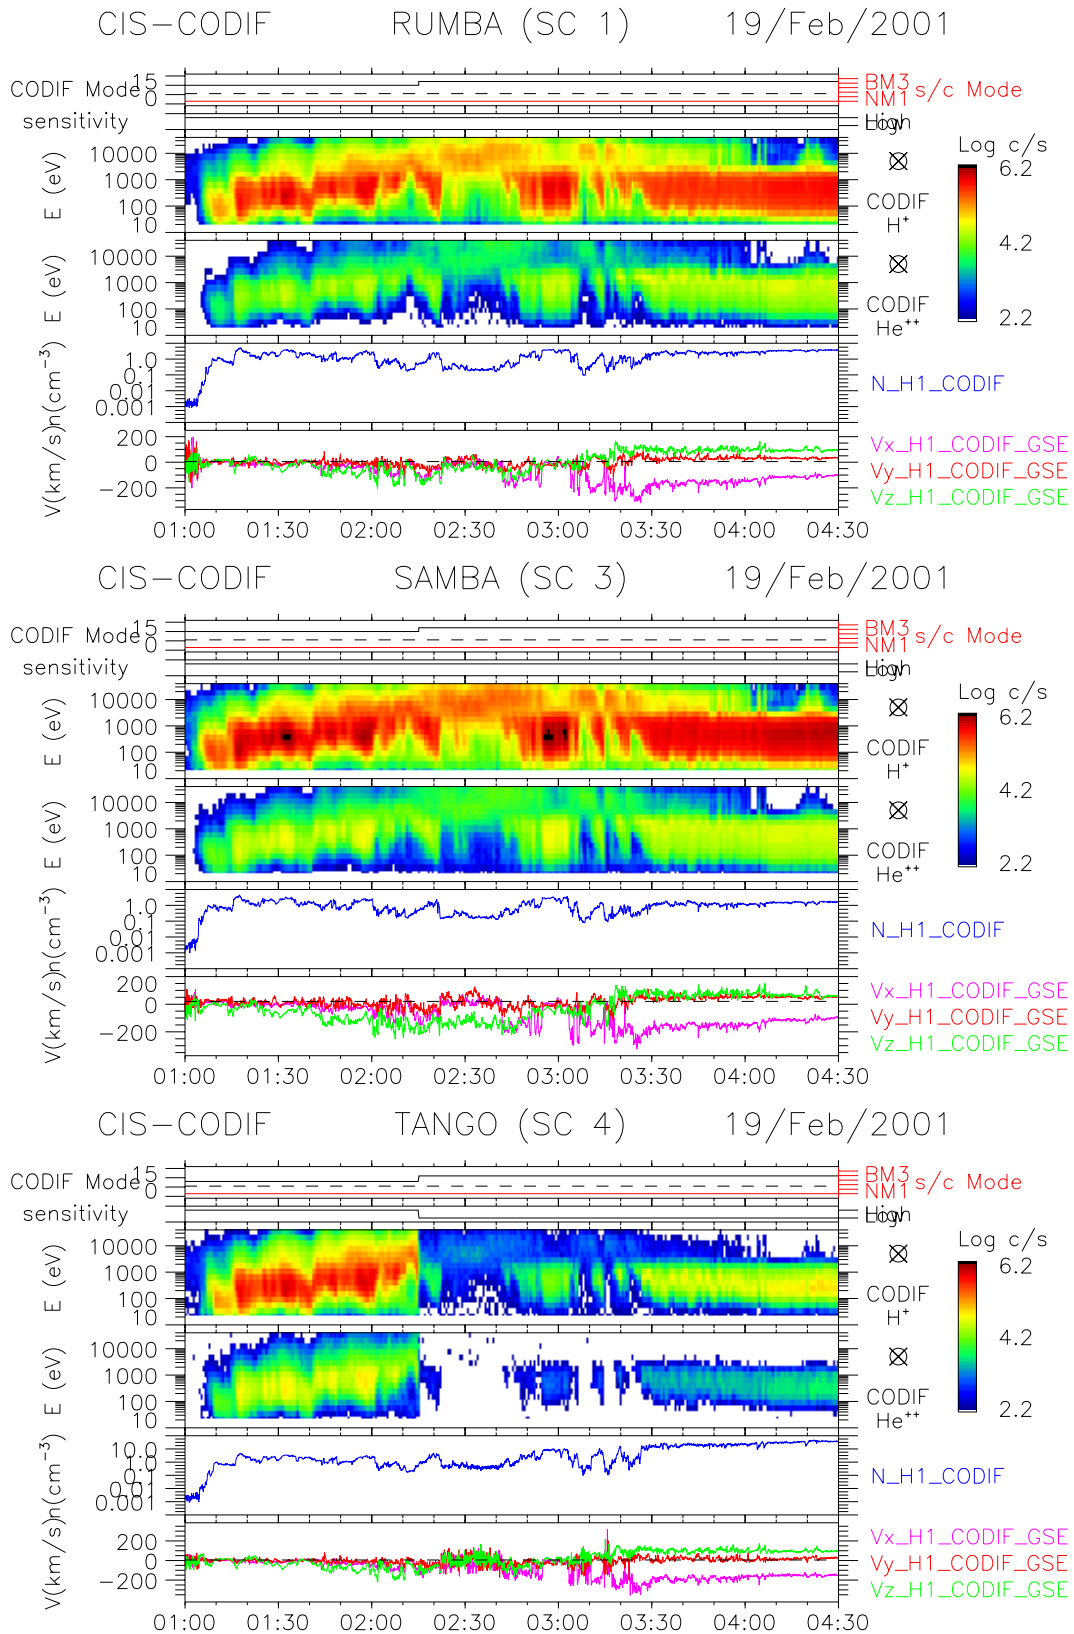 CIS−CODIF RUMBA (SC 1) 19/Feb/2001
CODIF Mode 15 0 BM3 NM1 s/c Mode
sensitivity High Low
E (eV) 10000 1000 100 10 CODIF H+
Log c/s 6.2 4.2 2.2
E (eV) 10000 1000 100 10 CODIF He++
n(cm−3) 1.0 0.1 0.01 0.001 N_H1_CODIF
V(km/s) 200 0 −200 Vx_H1_CODIF_GSE
Vy_H1_CODIF_GSE
Vz_H1_CODIF_GSE
01:00 01:30 02:00 02:30 03:00 03:30 04:00 04:30
CIS−CODIF SAMBA (SC 3) 19/Feb/2001
CODIF Mode 15 0 BM3 NM1 s/c Mode
sensitivity High Low
E (eV) 10000 1000 100 10 CODIF H+
Log c/s 6.2 4.2 2.2
E (eV) 10000 1000 100 10 CODIF He++
n(cm−3) 1.0 0.1 0.01 0.001 N_H1_CODIF
V(km/s) 200 0 −200 Vx_H1_CODIF_GSE
Vy_H1_CODIF_GSE
Vz_H1_CODIF_GSE
01:00 01:30 02:00 02:30 03:00 03:30 04:00 04:30
CIS−CODIF TANGO (SC 4) 19/Feb/2001
CODIF Mode 15 0 BM3 NM1 s/c Mode
sensitivity High Low
E (eV) 10000 1000 100 10 CODIF H+
Log c/s 6.2 4.2 2.2
E (eV) 10000 1000 100 10 CODIF He++
n(cm−3) 10.0 1.0 0.1 0.01 0.001 N_H1_CODIF
V(km/s) 200 0 −200 Vx_H1_CODIF_GSE
Vy_H1_CODIF_GSE
Vz_H1_CODIF_GSE
01:00 01:30 02:00 02:30 03:00 03:30 04:00 04:30